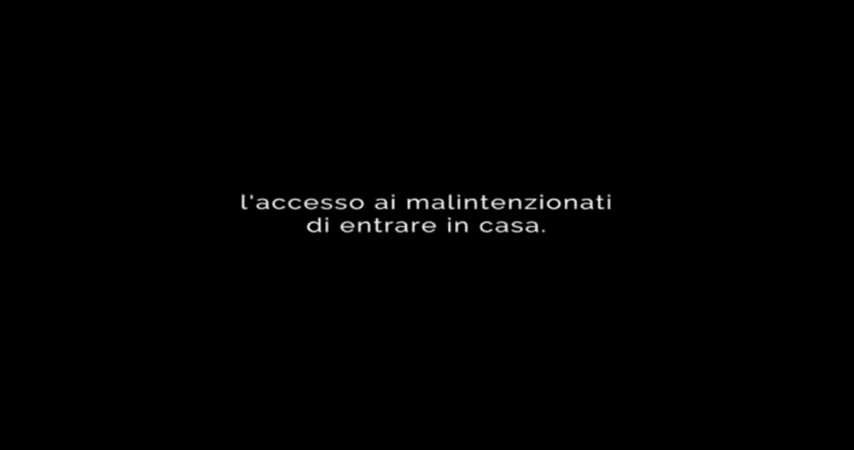 l'accesso ai malintenzionati
di entrare in casa.